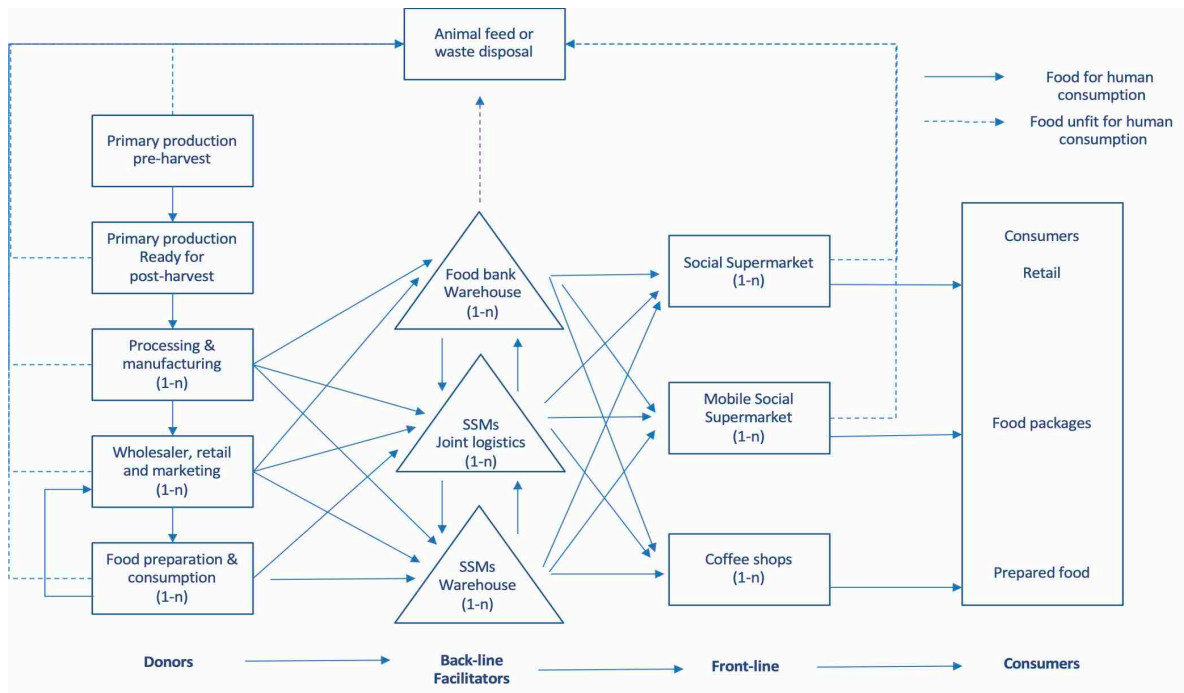 Animal feed or
waste disposal
Food for human
consumption
Food unfit for human
consumption
Primary production
pre-harvest
Primary production
Ready for
post-harvest
Processing &
manufacturing
(1-n)
Wholesaler, retail
and marketing
(1-n)
Food preparation &
consumption
(1-n)
Food bank
Warehouse
(1-n)
SSMs
Joint logistics
(1-n)
SSMs
Warehouse
(1-n)
Social Supermarket
(1-n)
Mobile Social
Supermarket
(1-n)
Coffee shops
(1-n)
Consumers
Retail
Food packages
Prepared food
Donors
Back-line
Facilitators
Front-line
Consumers